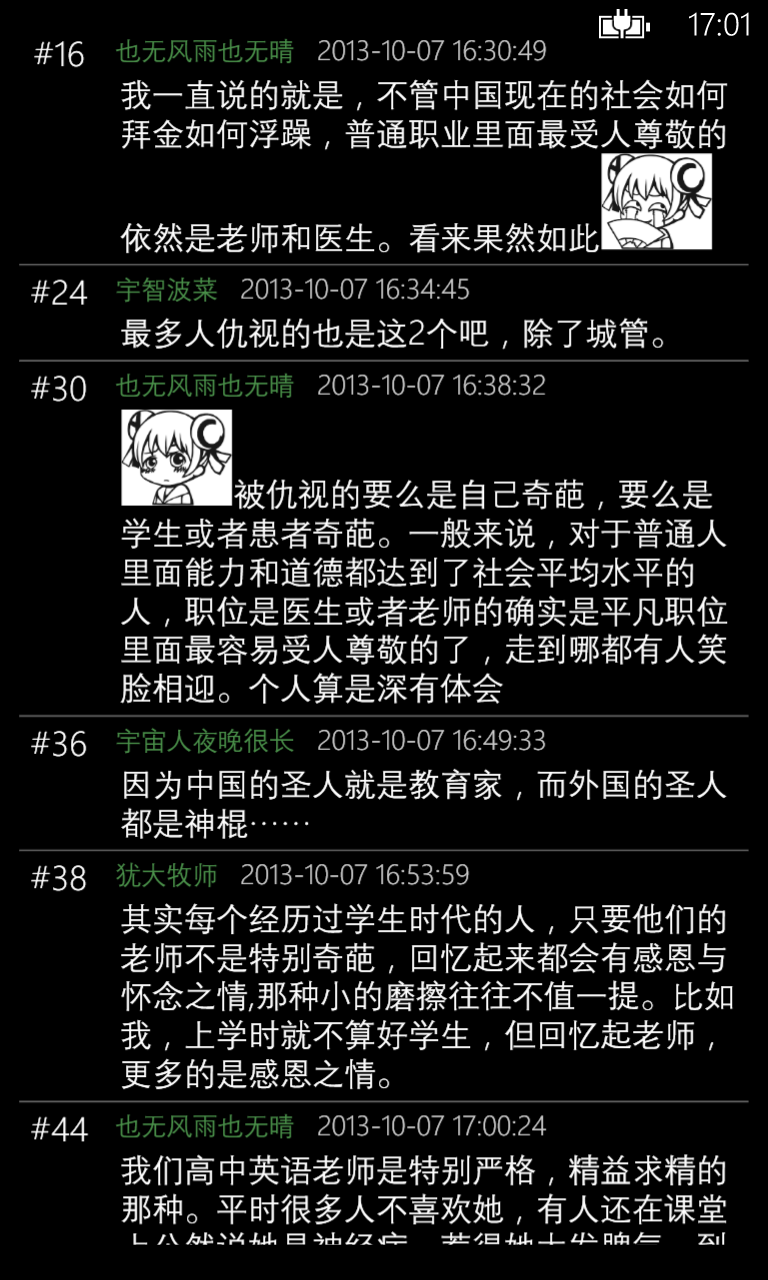 17:01
#16 也无风雨也无晴 2013-10-07 16:30:49
我一直说的就是，不管中国现在的社会如何
拜金如何浮躁，普通职业里面最受人尊敬的
依然是老师和医生。看来果然如此
#24 宇智波菜 2013-10-07 16:34:45
最多人仇视的也是这2个吧，除了城管。
#30 也无风雨也无晴 2013-10-07 16:38:32
被仇视的要么是自己奇葩，要么是
学生或者患者奇葩。一般来说，对于普通人
里面能力和道德都达到了社会平均水平的
人，职位是医生或者老师的确实是平凡职位
里面最容易受人尊敬的了，走到哪都有人笑
脸相迎。个人算是深有体会
#36 宇宙人夜晚很长 2013-10-07 16:49:33
因为中国的圣人就是教育家，而外国的圣人
都是神棍……
#38 犹大牧师 2013-10-07 16:53:59
其实每个经历过学生时代的人，只要他们的
老师不是特别奇葩，回忆起来都会有感恩与
怀念之情,那种小的磨擦往往不值一提。比如
我，上学时就不算好学生，但回忆起老师，
更多的是感恩之情。
#44 也无风雨也无晴 2013-10-07 17:00:24
我们高中英语老师是特别严格，精益求精的
那种。平时很多人不喜欢她，有人还在课堂
上公然说她是神经病，惹得她大发脾气。到